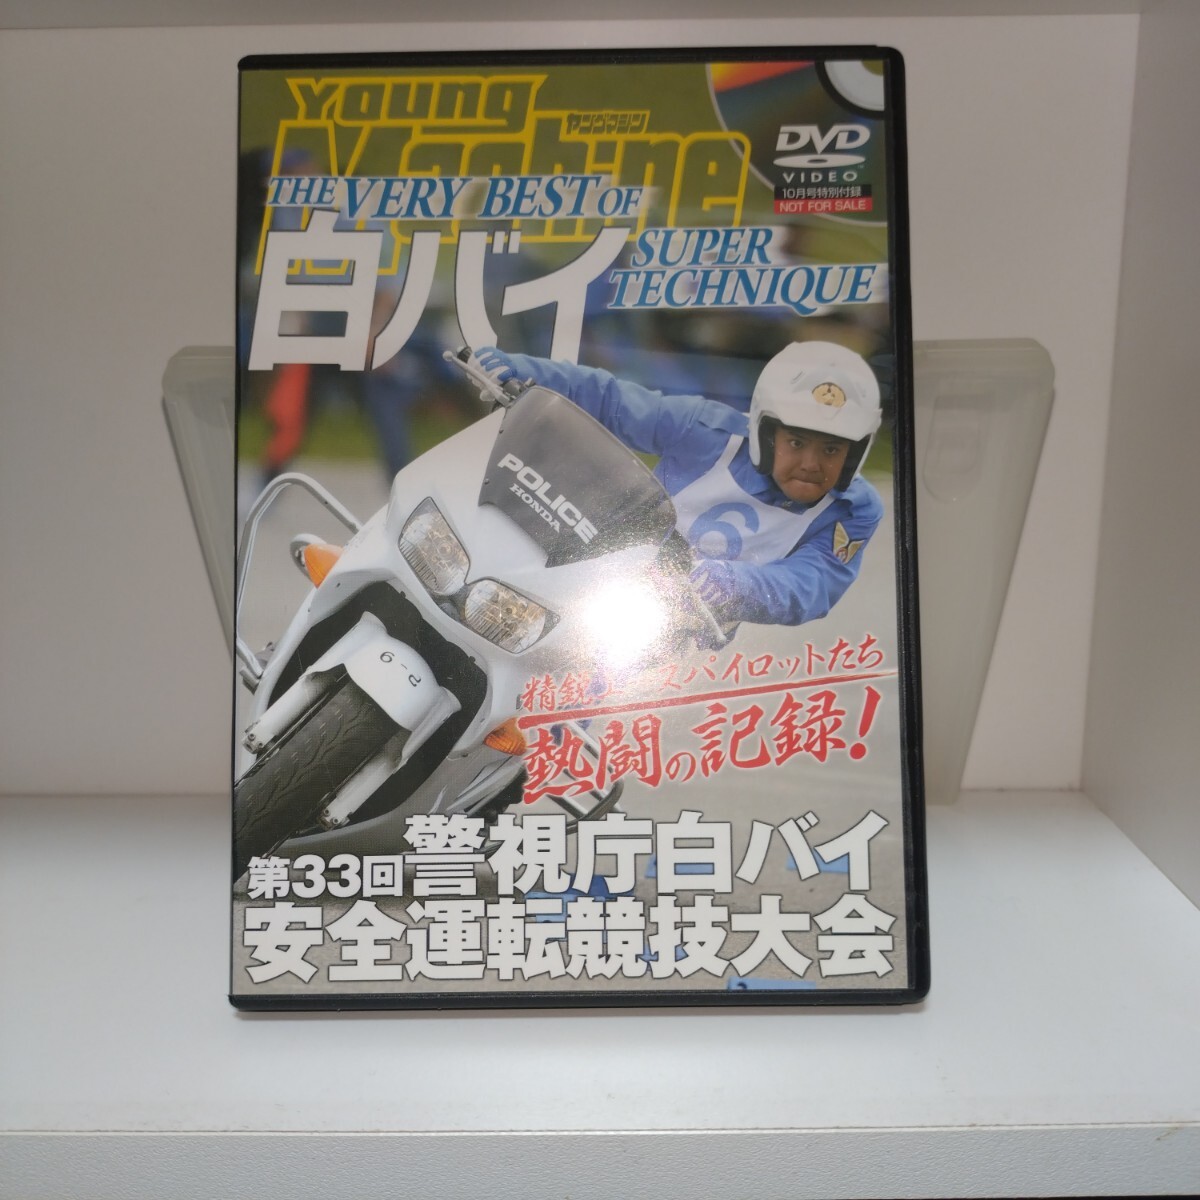 Young
Machine
ヤングマシン
DVD
VIDEO
10月号特別付録
NOT FOR SALE
THE VERY BEST OF
白バイ
SUPER
TECHNIQUE
POLICE
HONDA
6
精鋭エースパイロットたち
熱闘の記録!
第33回警視庁白バイ
安全運転競技大会